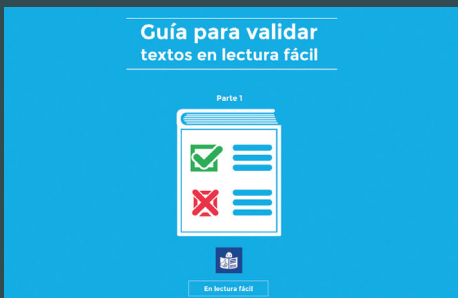 Guía para validar
textos en lectura fácil
Parte 1
En lectura fácil